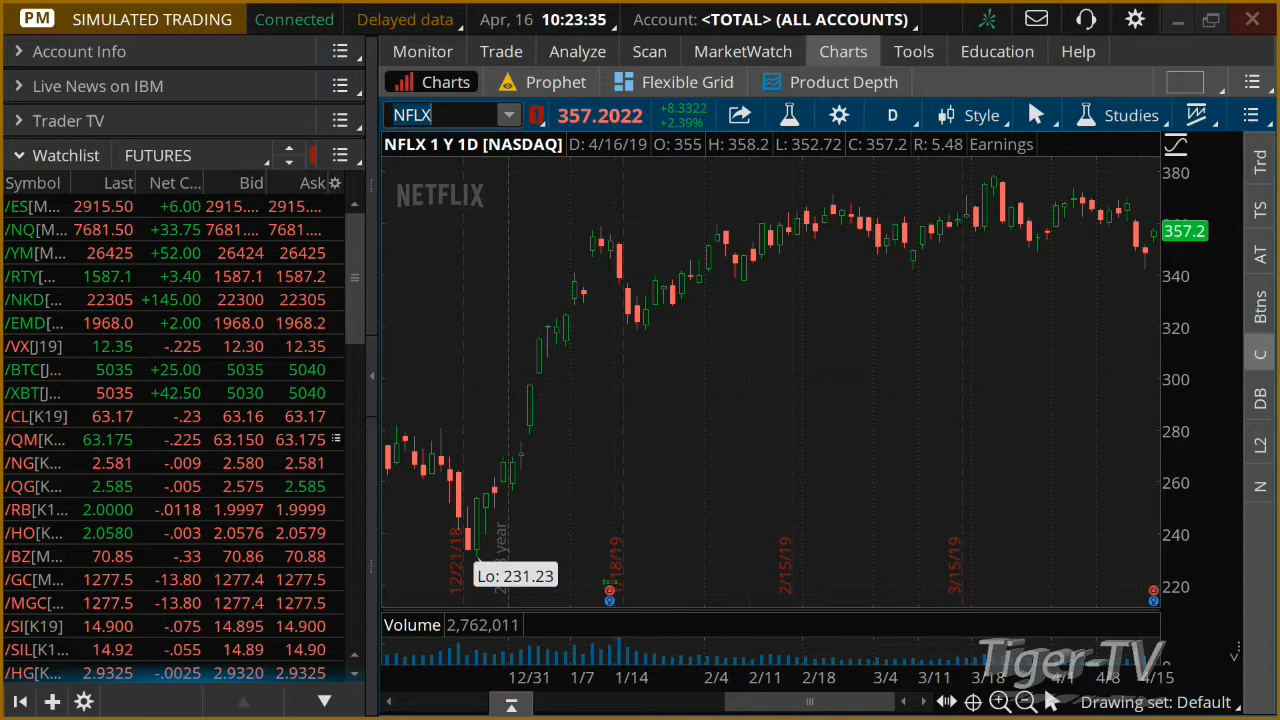 PM SIMULATED TRADING Connected Delayed data Apr, 16 10:23:35 Account: <TOTAL> (ALL ACCOUNTS)
Account Info
Live News on IBM
Trader TV
Watchlist FUTURES
Symbol Last Net C... Bid Ask
/ES[M... 2915.50 +6.00 2915.... 2915....
/NQ[M... 7681.50 +33.75 7681.... 7681....
/YM[M... 26425 +52.00 26424 26425
/RTY[... 1587.1 +3.40 1587.1 1587.2
/NKD[... 22305 +145.00 22300 22305
/EMD[... 1968.0 +2.00 1968.0 1968.2
/VX[J19] 12.35 -.225 12.30 12.35
/BTC[J... 5035 +25.00 5035 5040
/XBT[J... 5035 +42.50 5030 5040
/CL[K19] 63.17 -.23 63.16 63.17
/QM[K... 63.175 -.225 63.150 63.175
/NG[K... 2.581 -.009 2.580 2.581
/QG[K... 2.585 -.005 2.575 2.585
/RB[K1... 2.0000 -.0118 1.9997 1.9999
/HO[K... 2.0580 -.003 2.0576 2.0579
/BZ[M... 70.85 -.33 70.86 70.88
/GC[M... 1277.5 -13.80 1277.4 1277.5
/MGC[... 1277.5 -13.80 1277.4 1277.5
/SI[K19] 14.900 -.075 14.895 14.900
/SIL[K1... 14.92 -.055 14.89 14.90
/HG[K... 2.9325 -.0025 2.9320 2.9325
Monitor Trade Analyze Scan MarketWatch Charts Tools Education Help
Charts Prophet Flexible Grid Product Depth
NFLX 1 357.2022 +8.3322 +2.39% D Style Studies
NFLX 1 Y 1D [NASDAQ] D: 4/16/19 O: 355 H: 358.2 L: 352.72 C: 357.2 R: 5.48 Earnings
NETFLIX
380
357.2
340
320
300
280
260
240
220
12/21/18
year
1/18/19
2/15/19
3/15/19
Lo: 231.23
Volume 2,762,011
Tiger-TV
12/31 1/7 1/14 2/4 2/11 2/18 3/4 3/11 3/18 4/1 4/8 4/15
Drawing set: Default
Trd
TS
AT
Btns
C
DB
L2
N